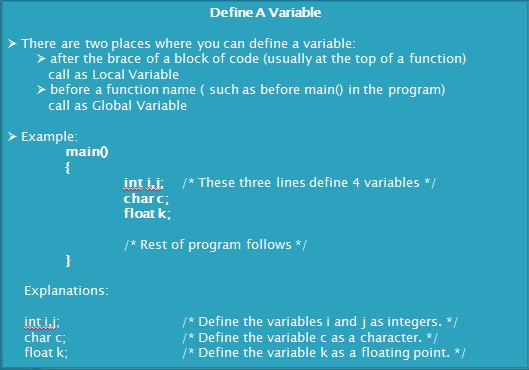 Define A Variable
➤ There are two places where you can define a variable:
➤ after the brace of a block of code (usually at the top of a function)
call as Local Variable
➤ before a function name ( such as before main() in the program)
call as Global Variable
➤ Example:
main()
{
int i,j; /* These three lines define 4 variables */
char c;
float k;
/* Rest of program follows */
}
Explanations:
int i,j; /* Define the variables i and j as integers. */
char c; /* Define the variable c as a character. */
float k; /* Define the variable k as a floating point. */